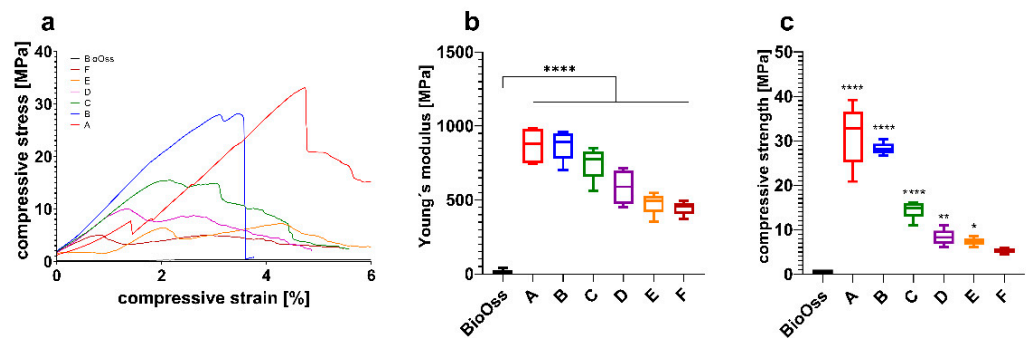 a
compressive stress [MPa]
40
30
20
10
0
BioOss
F
E
D
C
B
A
0
2
4
6
compressive strain [%]
b
Young´s modulus [MPa]
1500
1000
500
0
****
BioOss
A
B
C
D
E
F
c
compressive strength [MPa]
50
40
30
20
10
0
****
****
****
**
*
BioOss
A
B
C
D
E
F